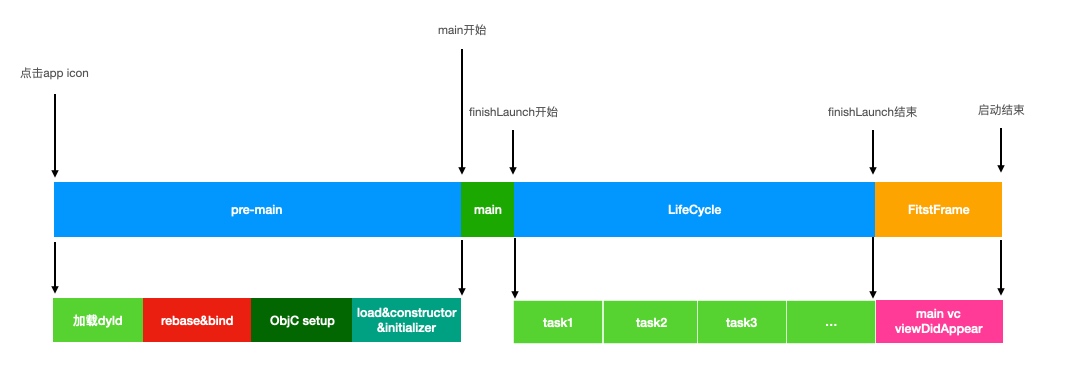 main开始
点击app icon
finishLaunch开始
finishLaunch结束
启动结束
pre-main
main
LifeCycle
FitstFrame
加载dyld
rebase&bind
ObjC setup
load&constructor
&initializer
task1
task2
task3
...
main vc
viewDidAppear